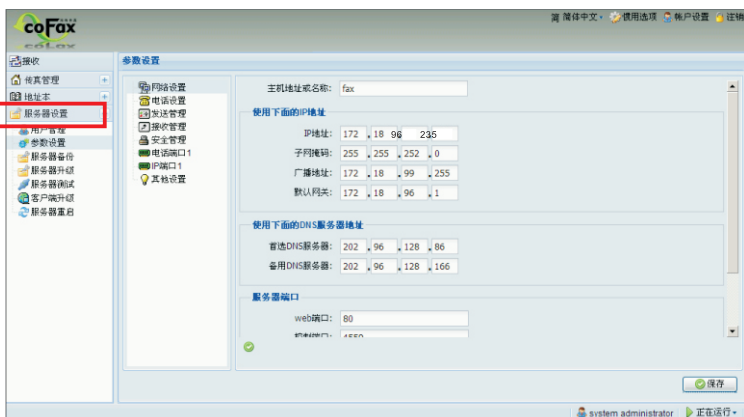 coFax
简体中文 惯用选项 帐户设置 注销
接收
传真管理
地址本
服务器设置
用户管理
参数设置
服务器备份
服务器升级
服务器测试
客户端升级
服务器重启
参数设置
网络设置
电话设置
发送管理
接收管理
安全管理
电话端口1
IP端口1
其他设置
主机地址或名称: fax
使用下面的IP地址
IP地址: 172 . 18 96 235
子网掩码: 255 . 255 . 252 . 0
广播地址: 172 . 18 . 99 . 255
默认网关: 172 . 18 . 96 . 1
使用下面的DNS服务器地址
首选DNS服务器: 202 . 96 . 128 . 86
备用DNS服务器: 202 . 96 . 128 . 166
服务器端口
web端口: 80
控制端口: 4550
保存
system administrator 正在运行